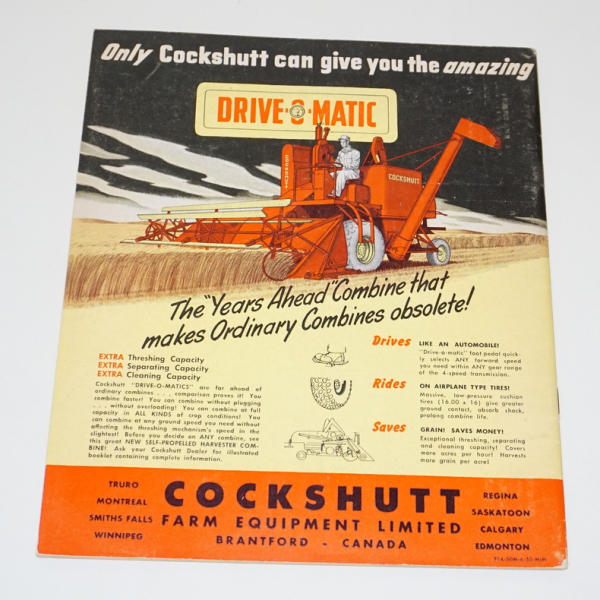 Only Cockshutt can give you the amazing
DRIVE-O-MATIC
COCKSHUTT
The "Years Ahead" Combine that
makes Ordinary Combines obsolete!
EXTRA Threshing Capacity
EXTRA Separating Capacity
EXTRA Cleaning Capacity
Cockshutt "DRIVE-O-MATICS" are far ahead of
ordinary combines . . . comparison proves it! You
combine faster! You can combine without plugging
. . . without overloading! You can combine at full
capacity in ALL KINDS of crop conditions! You
can combine at any ground speed you need without
affecting the threshing mechanism's speed in the
slightest! Before you decide on ANY combine, see
this great NEW SELF-PROPELLED HARVESTER COM-
BINE! Ask your Cockshutt Dealer for illustrated
booklet containing complete information.
Drives LIKE AN AUTOMOBILE!
"Drive-o-matic" foot pedal quick-
ly selects ANY forward speed
you need within ANY gear range
of the 4-speed transmission.
Rides ON AIRPLANE TYPE TIRES!
Massive, low-pressure cushion
tires (16.00 x 16) give greater
ground contact, absorb shock,
prolong combine life.
Saves GRAIN! SAVES MONEY!
Exceptional threshing, separating
and cleaning capacity! Covers
more acres per hour! Harvests
more grain per acre!
TRURO
MONTREAL
SMITHS FALLS
WINNIPEG
COCKSHUTT
FARM EQUIPMENT LIMITED
BRANTFORD - CANADA
REGINA
SASKATOON
CALGARY
EDMONTON